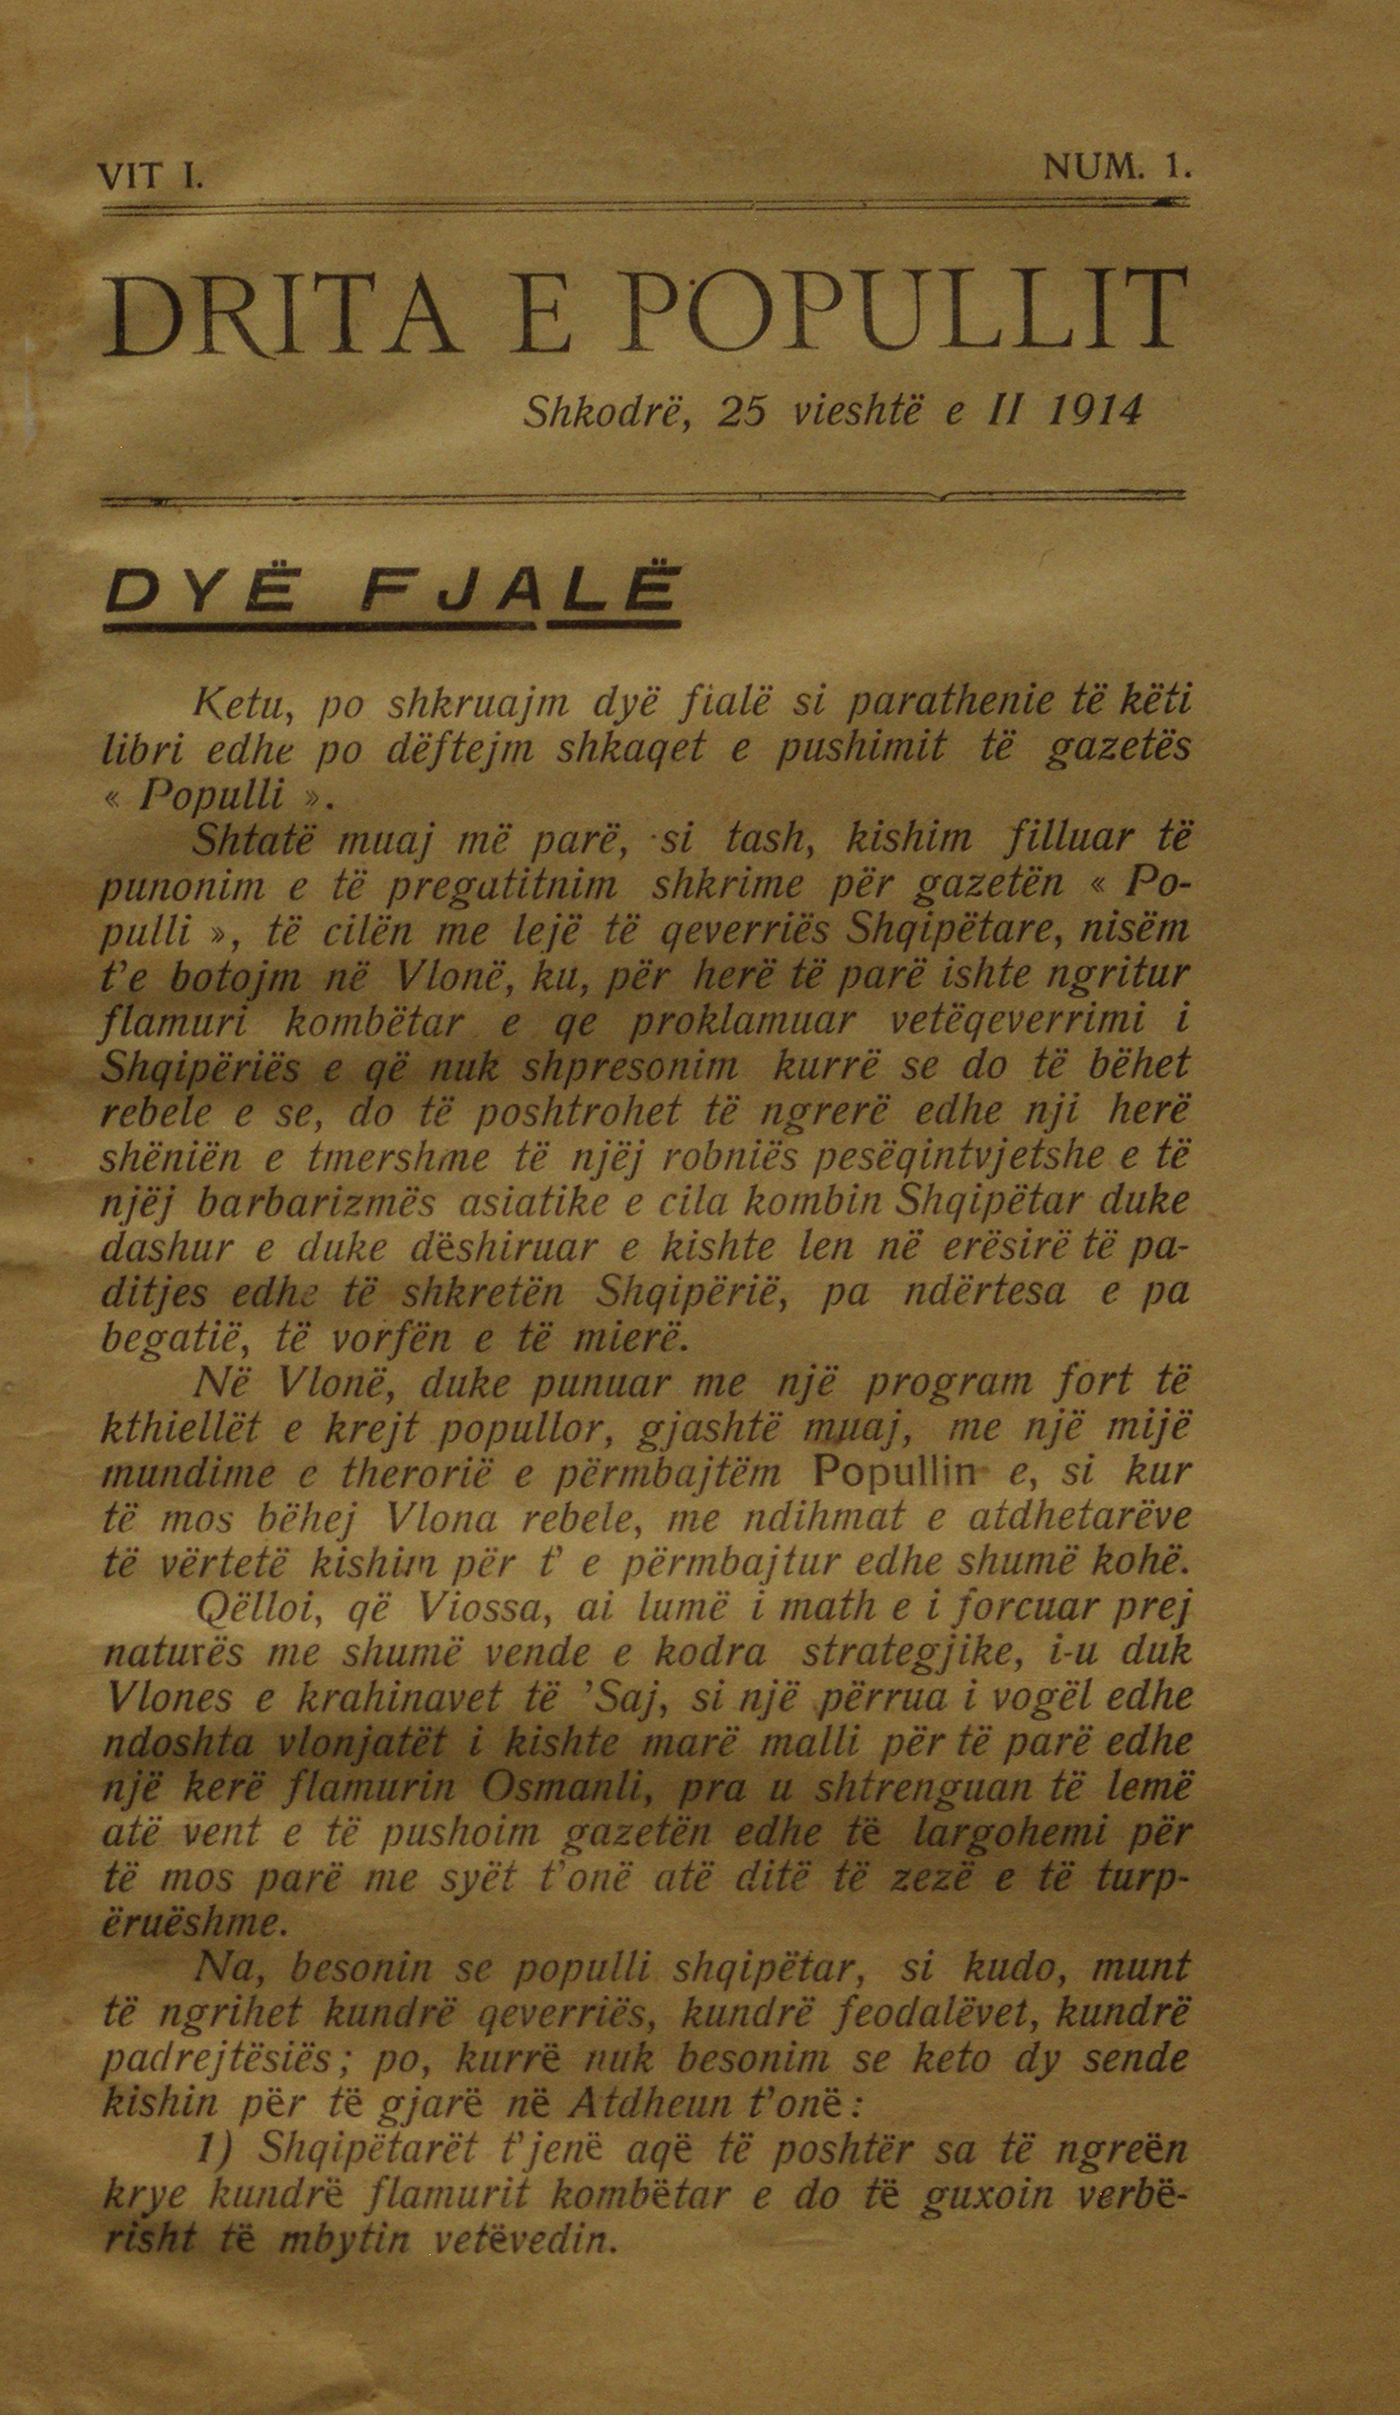 VIT I.
NUM. 1.
DRITA E POPULLIT
Shkodrë, 25 vieshtë e II 1914
DYË FJALË
Ketu, po shkruajm dyë fialë si parathenie të këti
libri edhe po dëftejm shkaqet e pushimit të gazetës
« Populli ».
Shtatë muaj më parë, si tash, kishim filluar të
punonim e të pregatitnim shkrime për gazetën « Po-
pulli », të cilën me lejë të qeverriës Shqipëtare, nisëm
t'e botojm në Vlonë, ku, për herë të parë ishte ngritur
flamuri kombëtar e qe proklamuar vetëqeverrimi i
Shqipëriës e që nuk shpresonim kurrë se do të bëhet
rebele e se, do të poshtrohet të ngrerë edhe nji herë
shëniën e tmershme të njëj robniës pesëqintvjetshe e të
njëj barbarizmës asiatike e cila kombin Shqipëtar duke
dashur e duke dëshiruar e kishte len në erësirë të pa-
ditjes edhe të shkretën Shqipërië, pa ndërtesa e pa
begatië, të vorfën e të mierë.
Në Vlonë, duke punuar me një program fort të
kthiellët e krejt popullor, gjashtë muaj, me një mijë
mundime e therorië e përmbajtëm Popullin e, si kur
të mos bëhej Vlona rebele, me ndihmat e atdhetarëve
të vërtetë kishim për t' e përmbajtur edhe shumë kohë.
Qëlloi, që Viossa, ai lumë i math e i forcuar prej
naturës me shumë vende e kodra strategjike, i-u duk
Vlones e krahinavet të 'Saj, si një përrua i vogël edhe
ndoshta vlonjatët i kishte marë malli për të parë edhe
një kerë flamurin Osmanli, pra u shtrenguan të lemë
atë vent e të pushoim gazetën edhe të largohemi për
të mos parë me syët t'onë atë ditë të zezë e të turp-
ëruëshme.
Na, besonin se populli shqipëtar, si kudo, munt
të ngrihet kundrë qeverriës, kundrë feodalëvet, kundrë
padrejtësiës; po, kurrë nuk besonim se keto dy sende
kishin për të gjarë në Atdheun t'onë:
1) Shqipëtarët t'jenë aqë të poshtër sa të ngreën
krye kundrë flamurit kombëtar e do të guxoin verbë-
risht të mbytin vetëvedin.